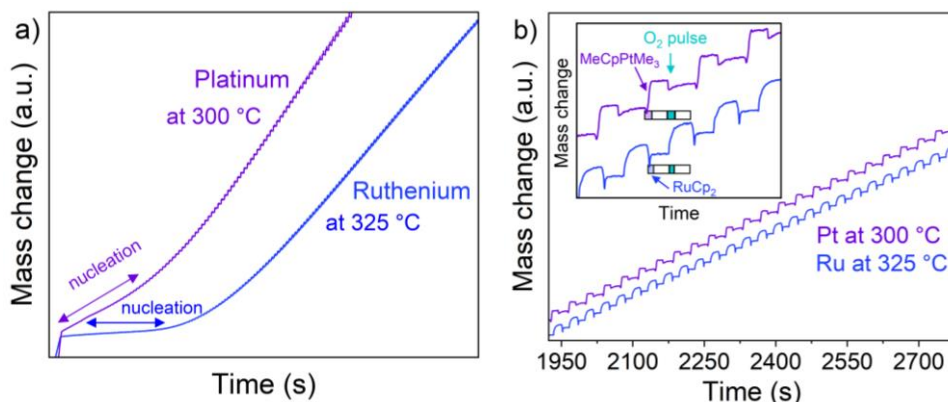 a)
Mass change (a.u.)
Platinum
at 300 °C
Ruthenium
at 325 °C
nucleation
nucleation
Time (s)
b)
Mass change (a.u.)
Mass change
O₂ pulse
MeCpPtMe₃
RuCp₂
Time
Pt at 300 °C
Ru at 325 °C
1950 2100 2250 2400 2550 2700
Time (s)